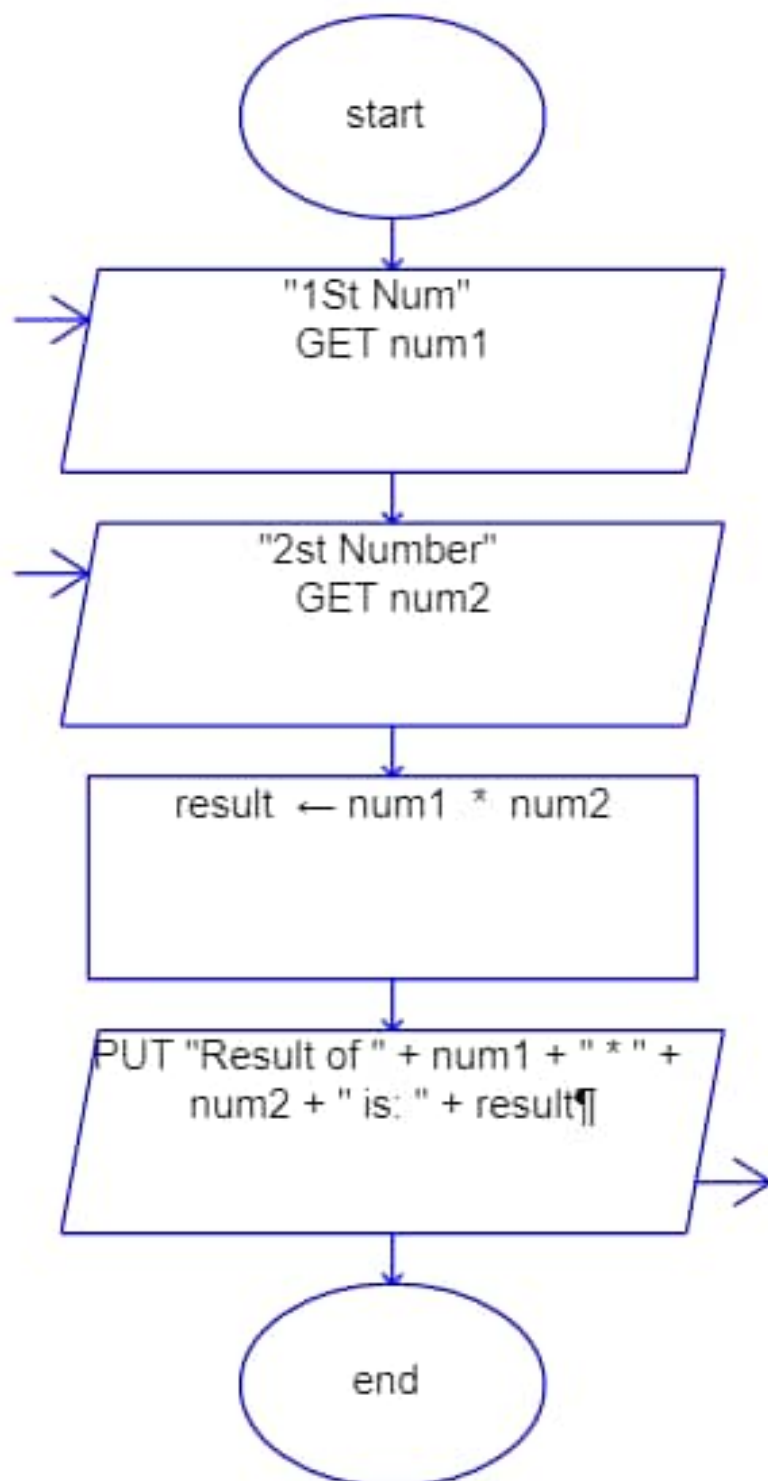 start
"1St Num"
GET num1
"2st Number"
GET num2
result ← num1 * num2
PUT "Result of " + num1 + " * " +
num2 + " is: " + result¶
end